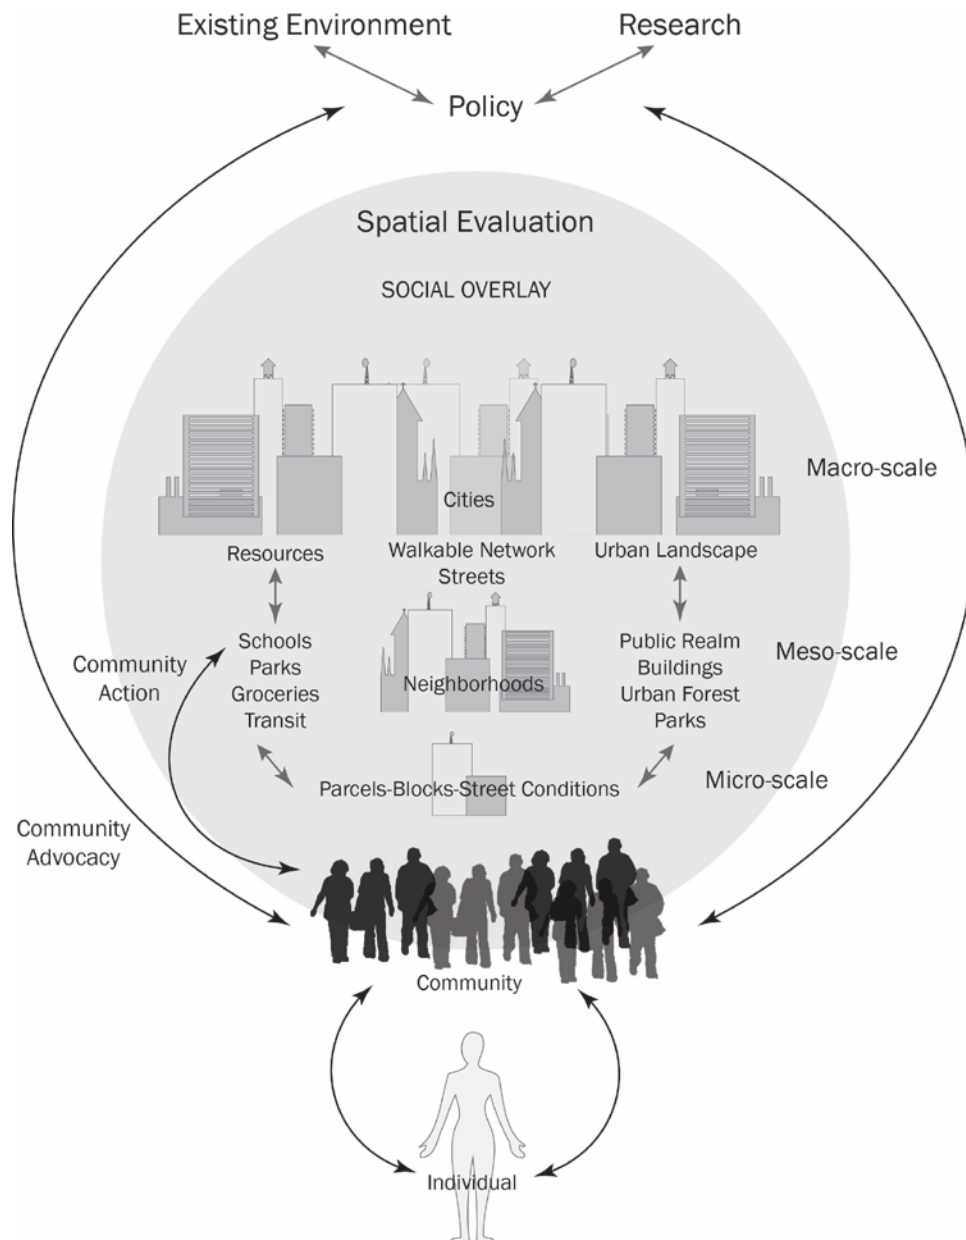 Existing Environment
Research
Policy
Spatial Evaluation
SOCIAL OVERLAY
Macro-scale
Cities
Resources
Walkable Network
Streets
Urban Landscape
Schools
Parks
Groceries
Transit
Community
Action
Neighborhoods
Public Realm
Buildings
Urban Forest
Parks
Meso-scale
Parcels-Blocks-Street Conditions
Micro-scale
Community
Advocacy
Community
Individual